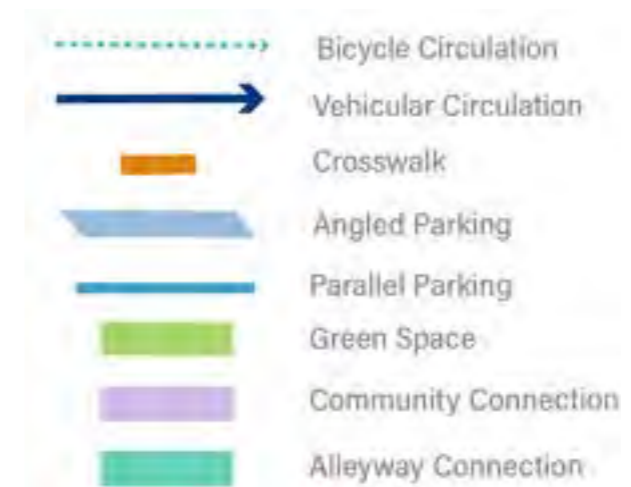 Bicycle Circulation
Vehicular Circulation
Crosswalk
Angled Parking
Parallel Parking
Green Space
Community Connection
Alleyway Connection